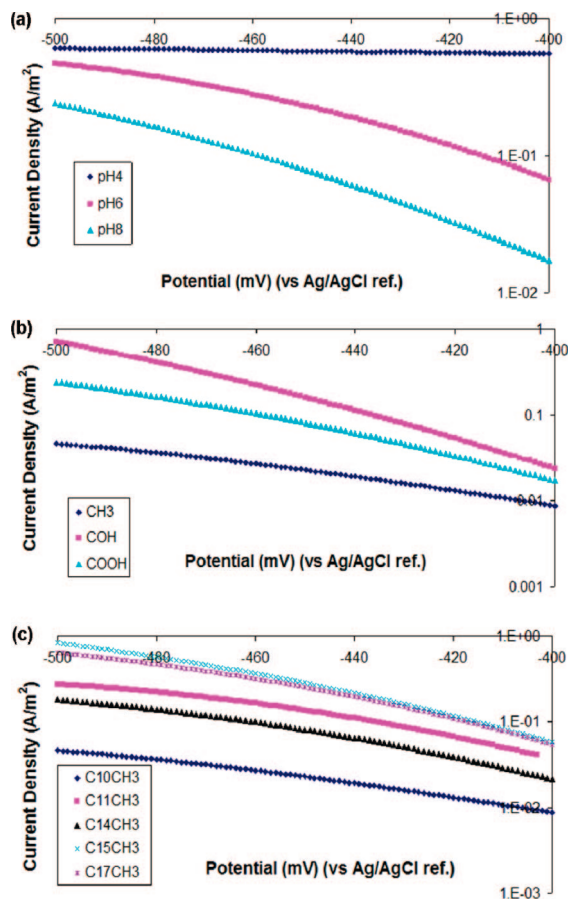 (a)
1.E+00
-500 -480 -460 -440 -420 -400
Current Density (A/m²)
1.E-01
pH4
pH6
pH8
Potential (mV) (vs Ag/AgCl ref.)
1.E-02
(b)
1
-500 -480 -460 -440 -420 -400
Current Density (A/m²)
0.1
CH3
COH
COOH
0.01
Potential (mV) (vs Ag/AgCl ref.)
0.001
(c)
1.E+00
-500 -480 -460 -440 -420 -400
Current Density (A/m²)
1.E-01
C10CH3
C11CH3
C14CH3
C15CH3
C17CH3
1.E-02
Potential (mV) (vs Ag/AgCl ref.)
1.E-03